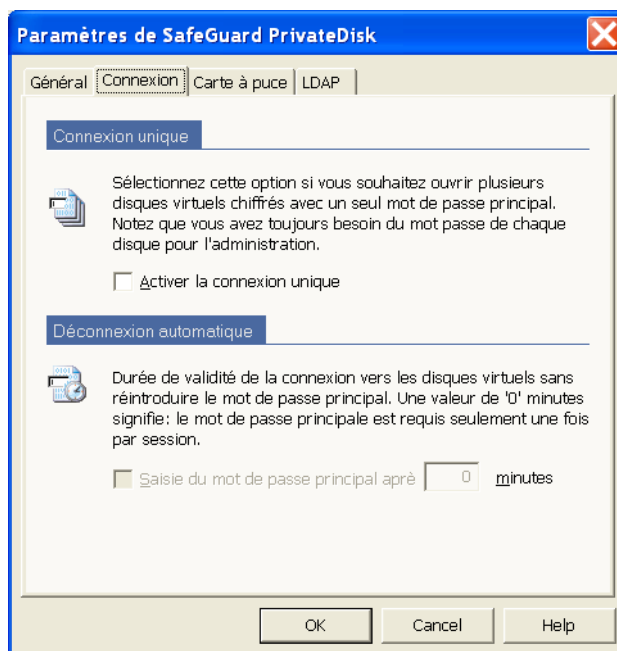 Paramètres de SafeGuard PrivateDisk
Général Connexion Carte à puce LDAP
Connexion unique
Sélectionnez cette option si vous souhaitez ouvrir plusieurs
disques virtuels chiffrés avec un seul mot de passe principal.
Notez que vous avez toujours besoin du mot passe de chaque
disque pour l'administration.
Activer la connexion unique
Déconnexion automatique
Durée de validité de la connexion vers les disques virtuels sans
réintroduire le mot de passe principal. Une valeur de '0' minutes
signifie: le mot de passe principale est requis seulement une fois
par session.
Saisie du mot de passe principal aprè 0 minutes
OK Cancel Help